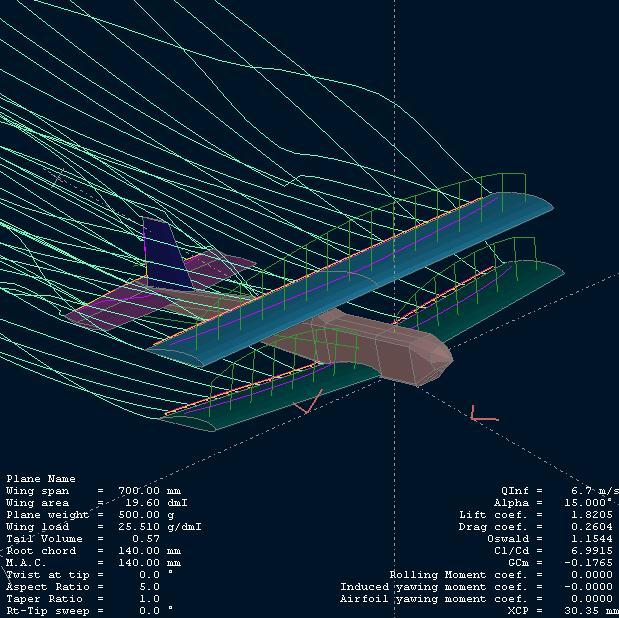 Plane Name
Wing span = 700.00 mm
Wing area = 19.60 dmI
Plane weight = 500.00 g
Wing load = 25.510 g/dmI
Tail Volume = 0.57
Root chord = 140.00 mm
M.A.C. = 140.00 mm
Twist at tip = 0.0 °
Aspect Ratio = 5.0
Taper Ratio = 1.0
Rt-Tip sweep = 0.0 °
QInf = 6.7 m/s
Alpha = 15.000°
Lift coef. = 1.8205
Drag coef. = 0.2604
Oswald = 1.1544
Cl/Cd = 6.9915
GCm = -0.1765
Rolling Moment coef. = 0.0000
Induced yawing moment coef. = -0.0000
Airfoil yawing moment coef. = 0.0000
XCP = 30.35 mm